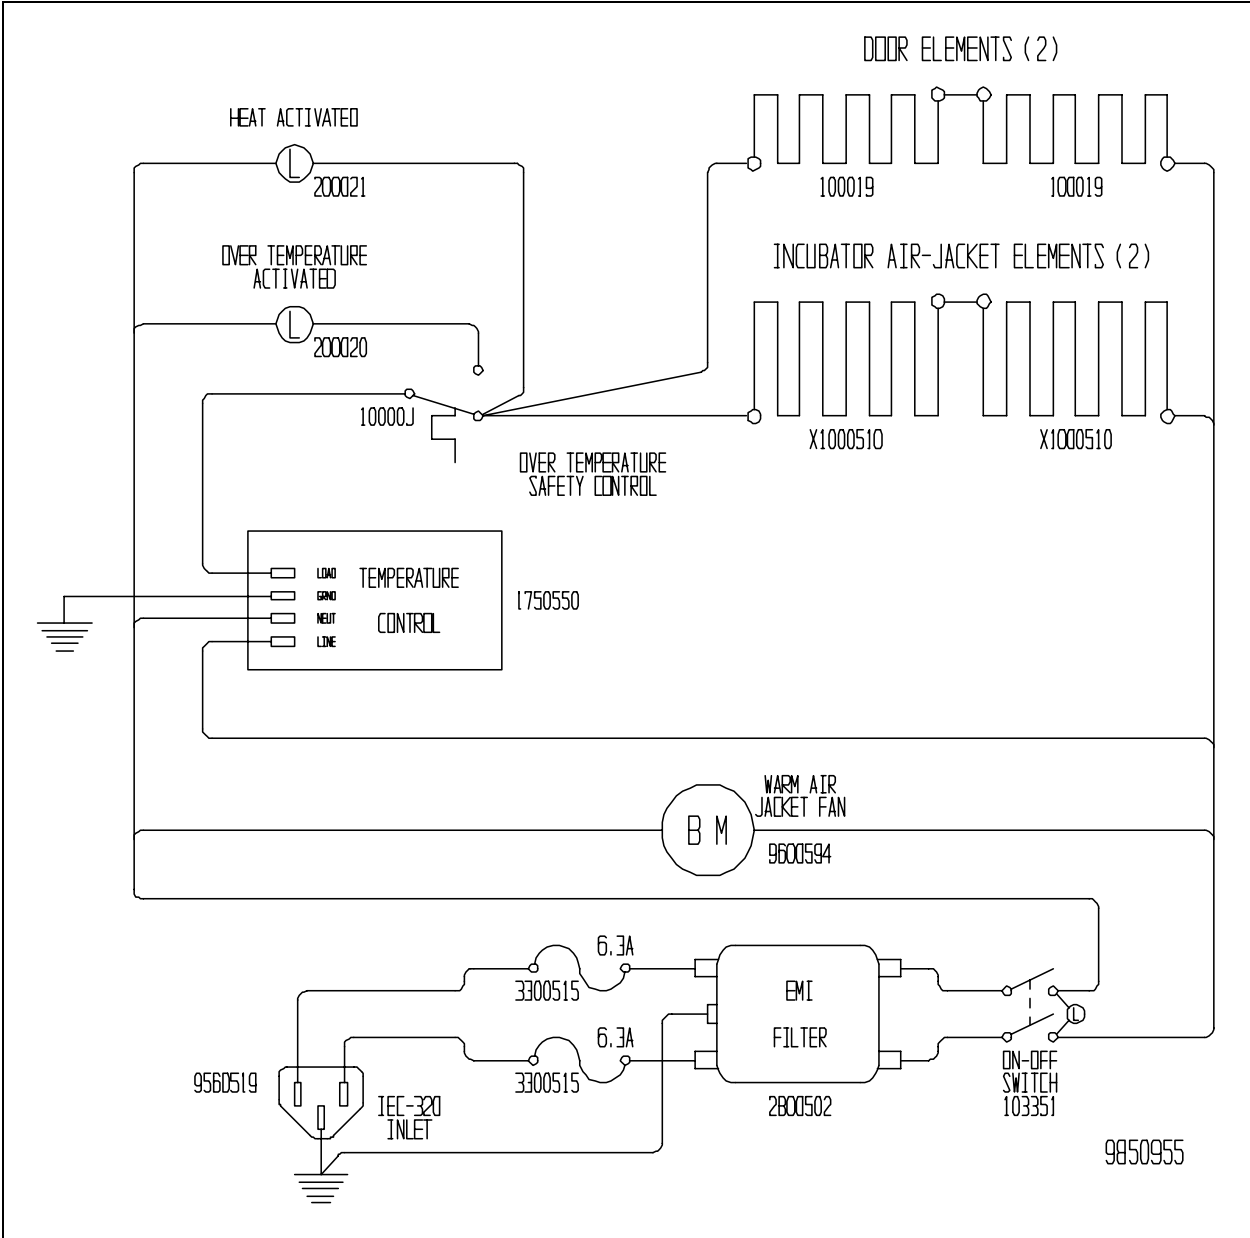 DOOR ELEMENTS (2)
HEAT ACTIVATED
L
200021
100019
100019
OVER TEMPERATURE
ACTIVATED
INCUBATOR AIR-JACKET ELEMENTS (2)
L
200020
10000J
X1000510
X1000510
OVER TEMPERATURE
SAFETY CONTROL
LOAD
GRND
NEUT
LINE
TEMPERATURE
CONTROL
1750550
WARM AIR
JACKET FAN
B M
9600594
6.3A
3300515
EMI
FILTER
L
6.3A
3300515
2800502
ON-OFF
SWITCH
103351
9560519
IEC-320
INLET
9850955